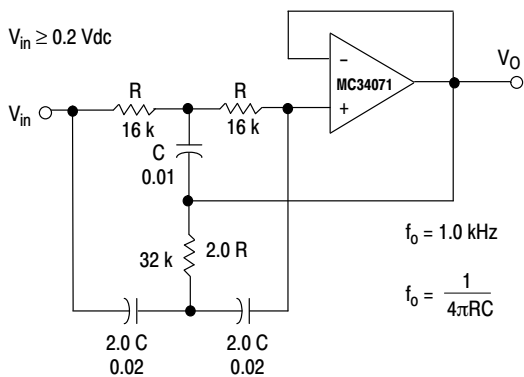 V_in ≥ 0.2 Vdc
V_in
R
16 k
R
16 k
−
MC34071
+
V_O
C
0.01
32 k
2.0 R
2.0 C
0.02
2.0 C
0.02
f_o = 1.0 kHz
f_o = 1 / 4πRC